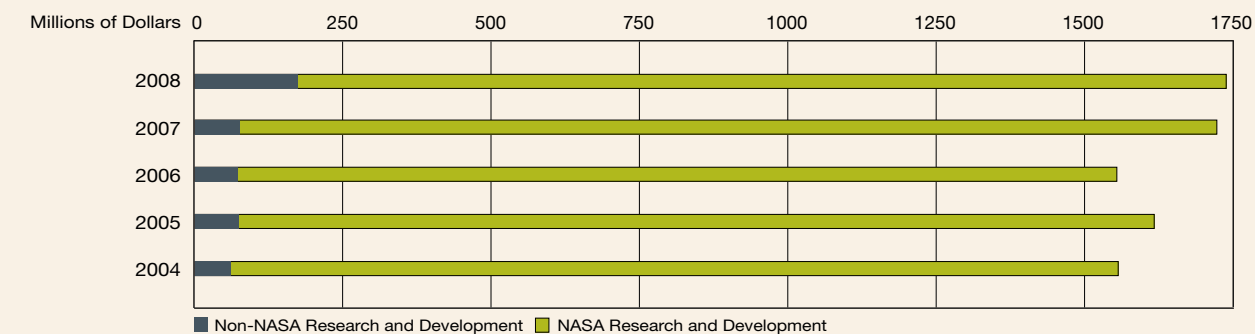 Millions of Dollars 0 250 500 750 1000 1250 1500 1750
2008
2007
2006
2005
2004
Non-NASA Research and Development NASA Research and Development